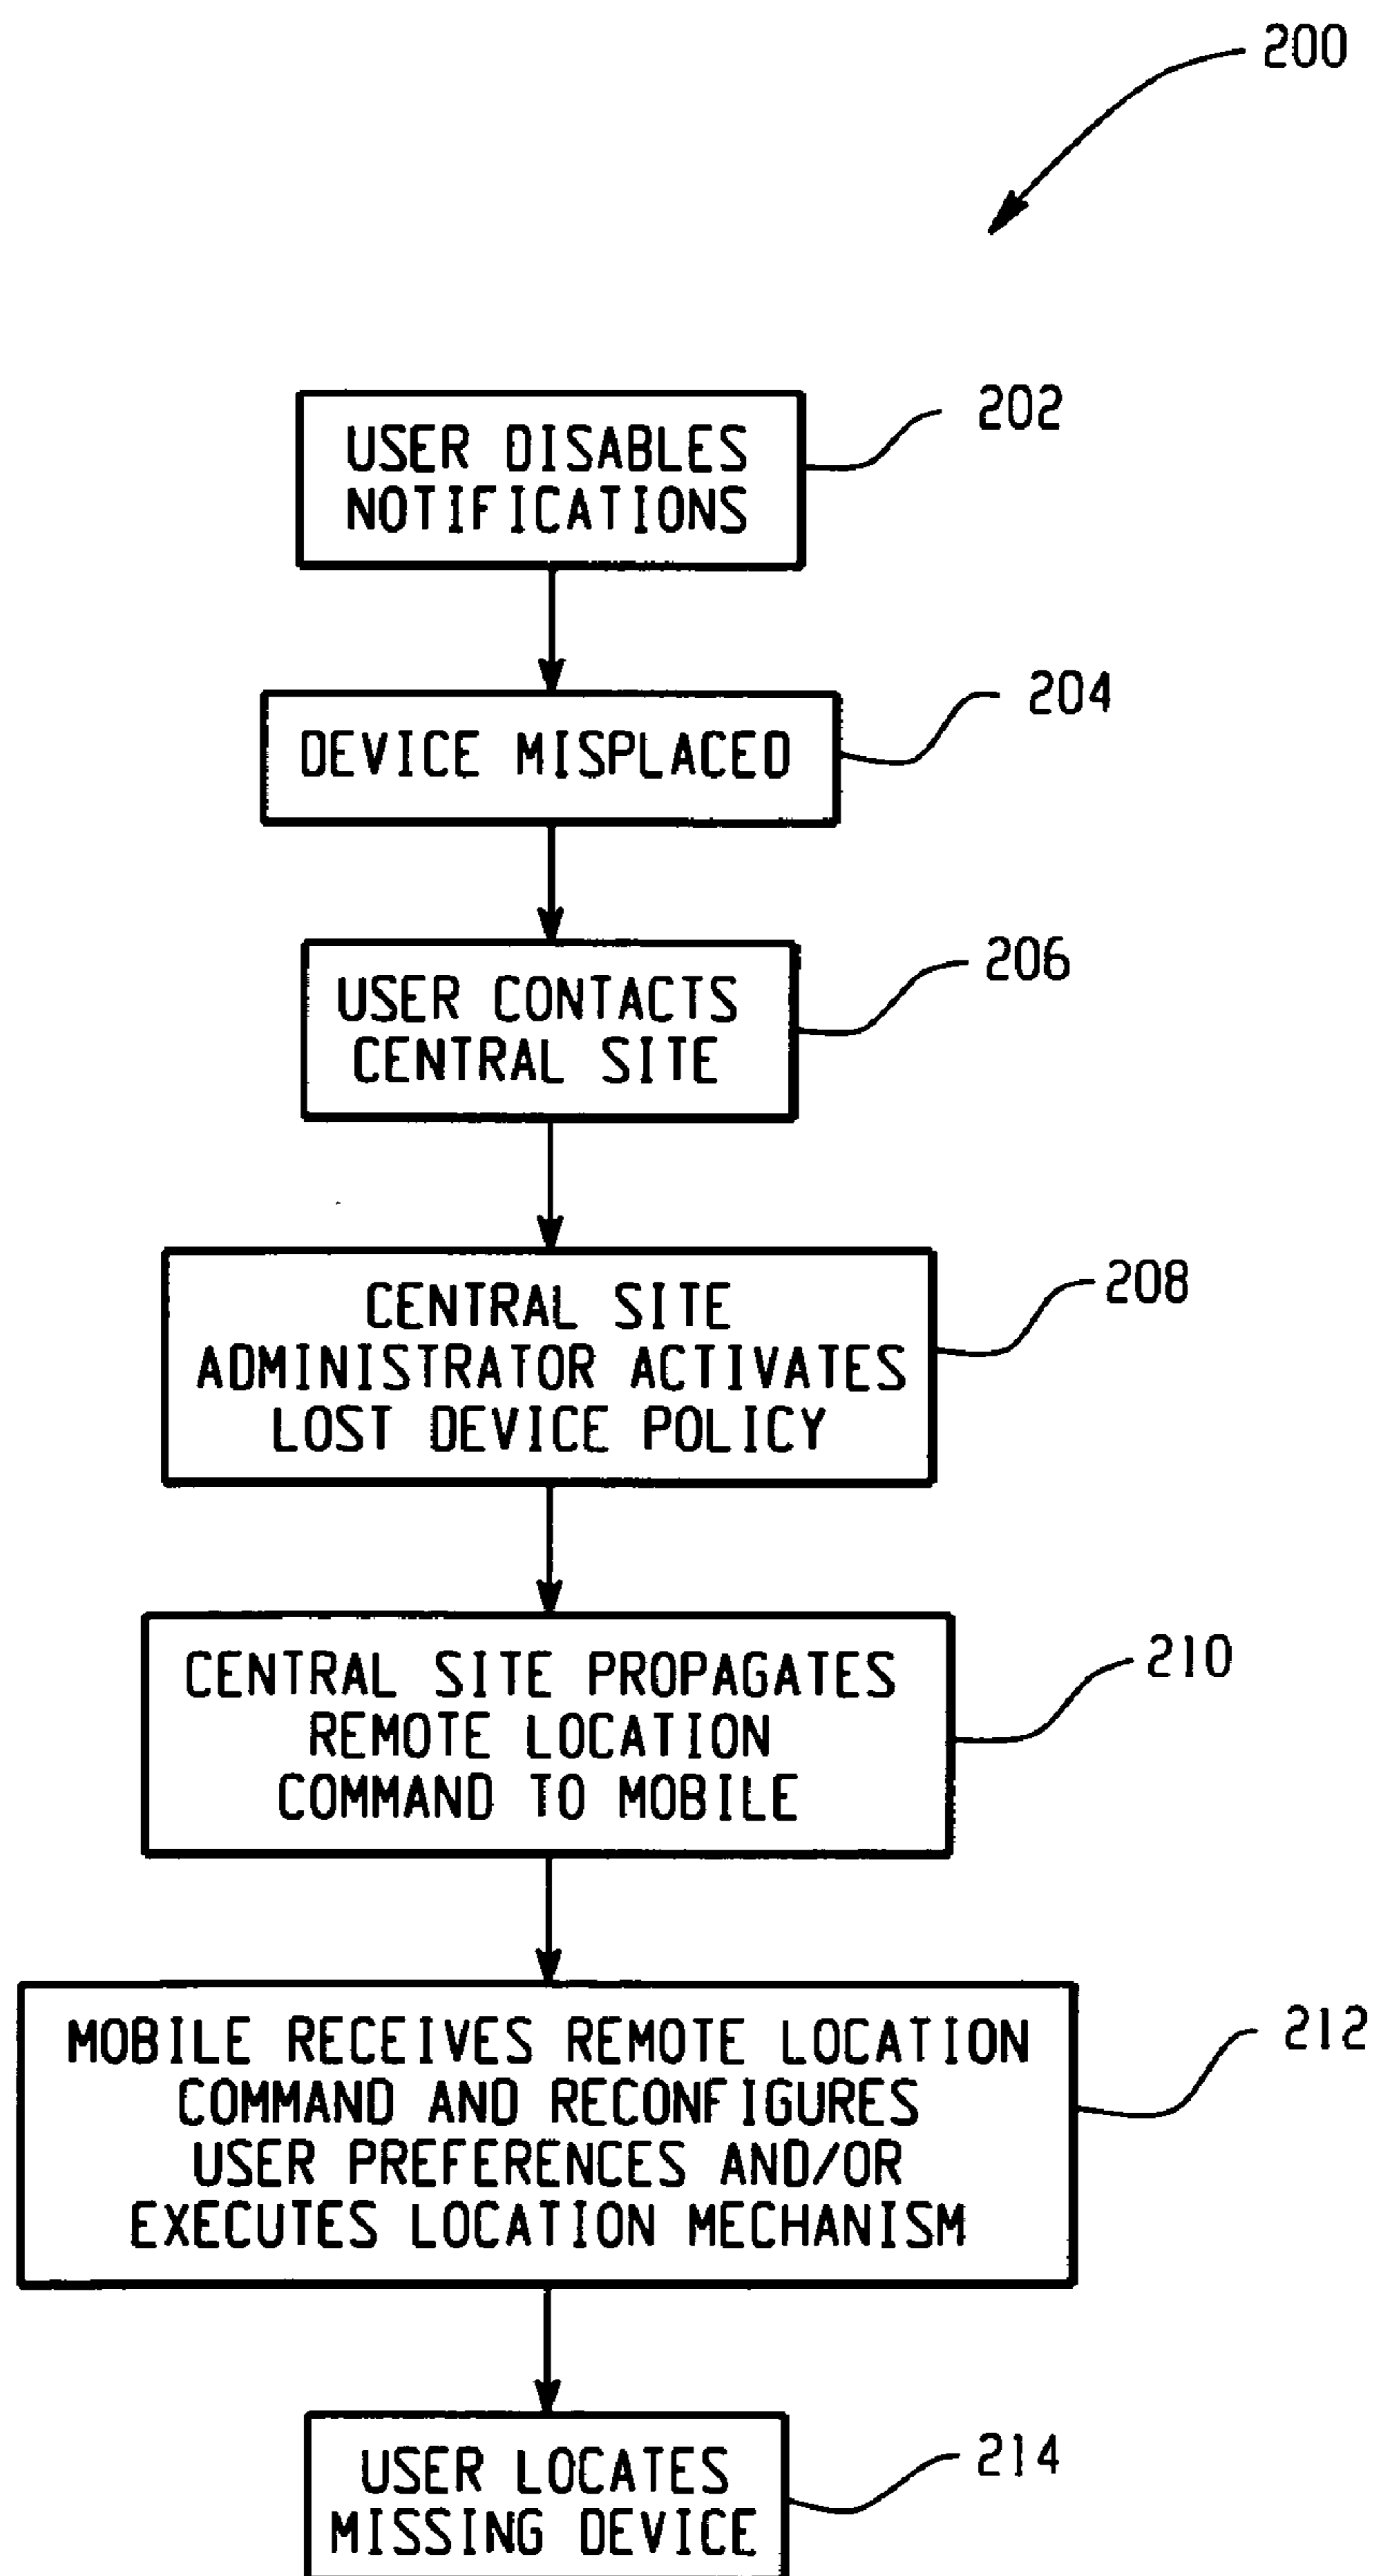 200
USER DISABLES
NOTIFICATIONS
202
DEVICE MISPLACED
204
USER CONTACTS
CENTRAL SITE
206
CENTRAL SITE
ADMINISTRATOR ACTIVATES
LOST DEVICE POLICY
208
CENTRAL SITE PROPAGATES
REMOTE LOCATION
COMMAND TO MOBILE
210
MOBILE RECEIVES REMOTE LOCATION
COMMAND AND RECONFIGURES
USER PREFERENCES AND/OR
EXECUTES LOCATION MECHANISM
212
USER LOCATES
MISSING DEVICE
214